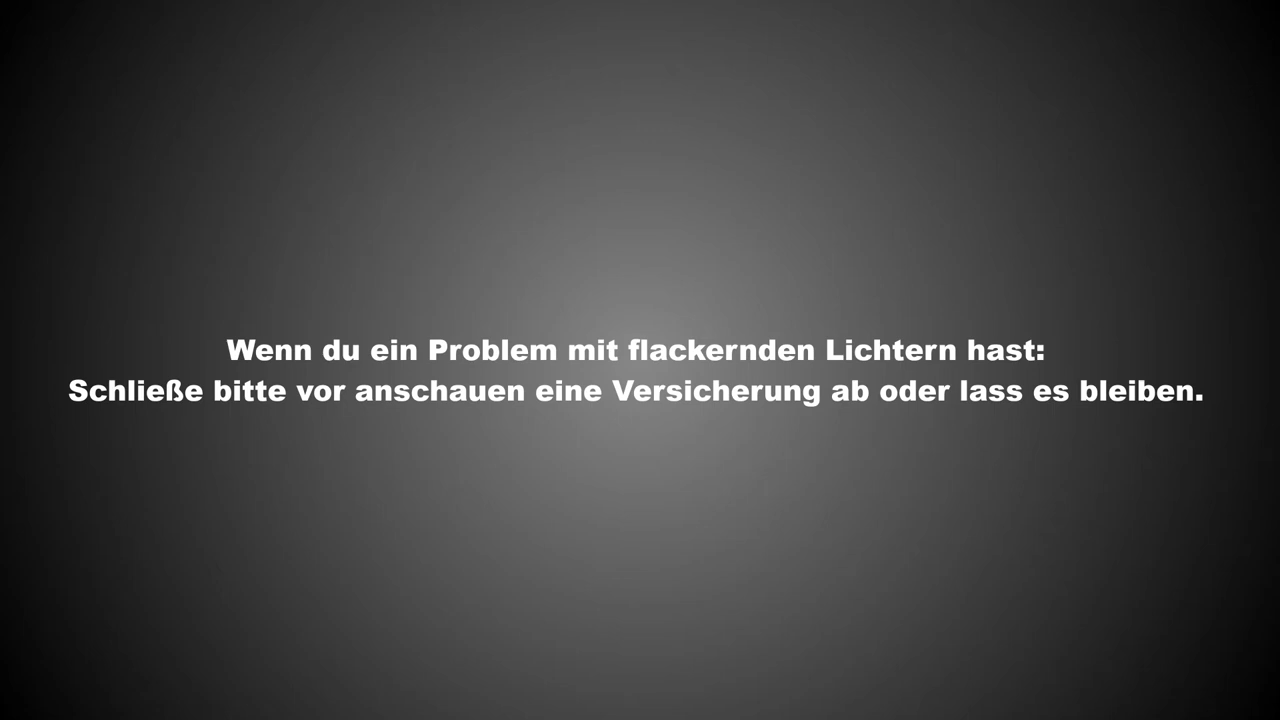 Wenn du ein Problem mit flackernden Lichtern hast:
Schließe bitte vor anschauen eine Versicherung ab oder lass es bleiben.